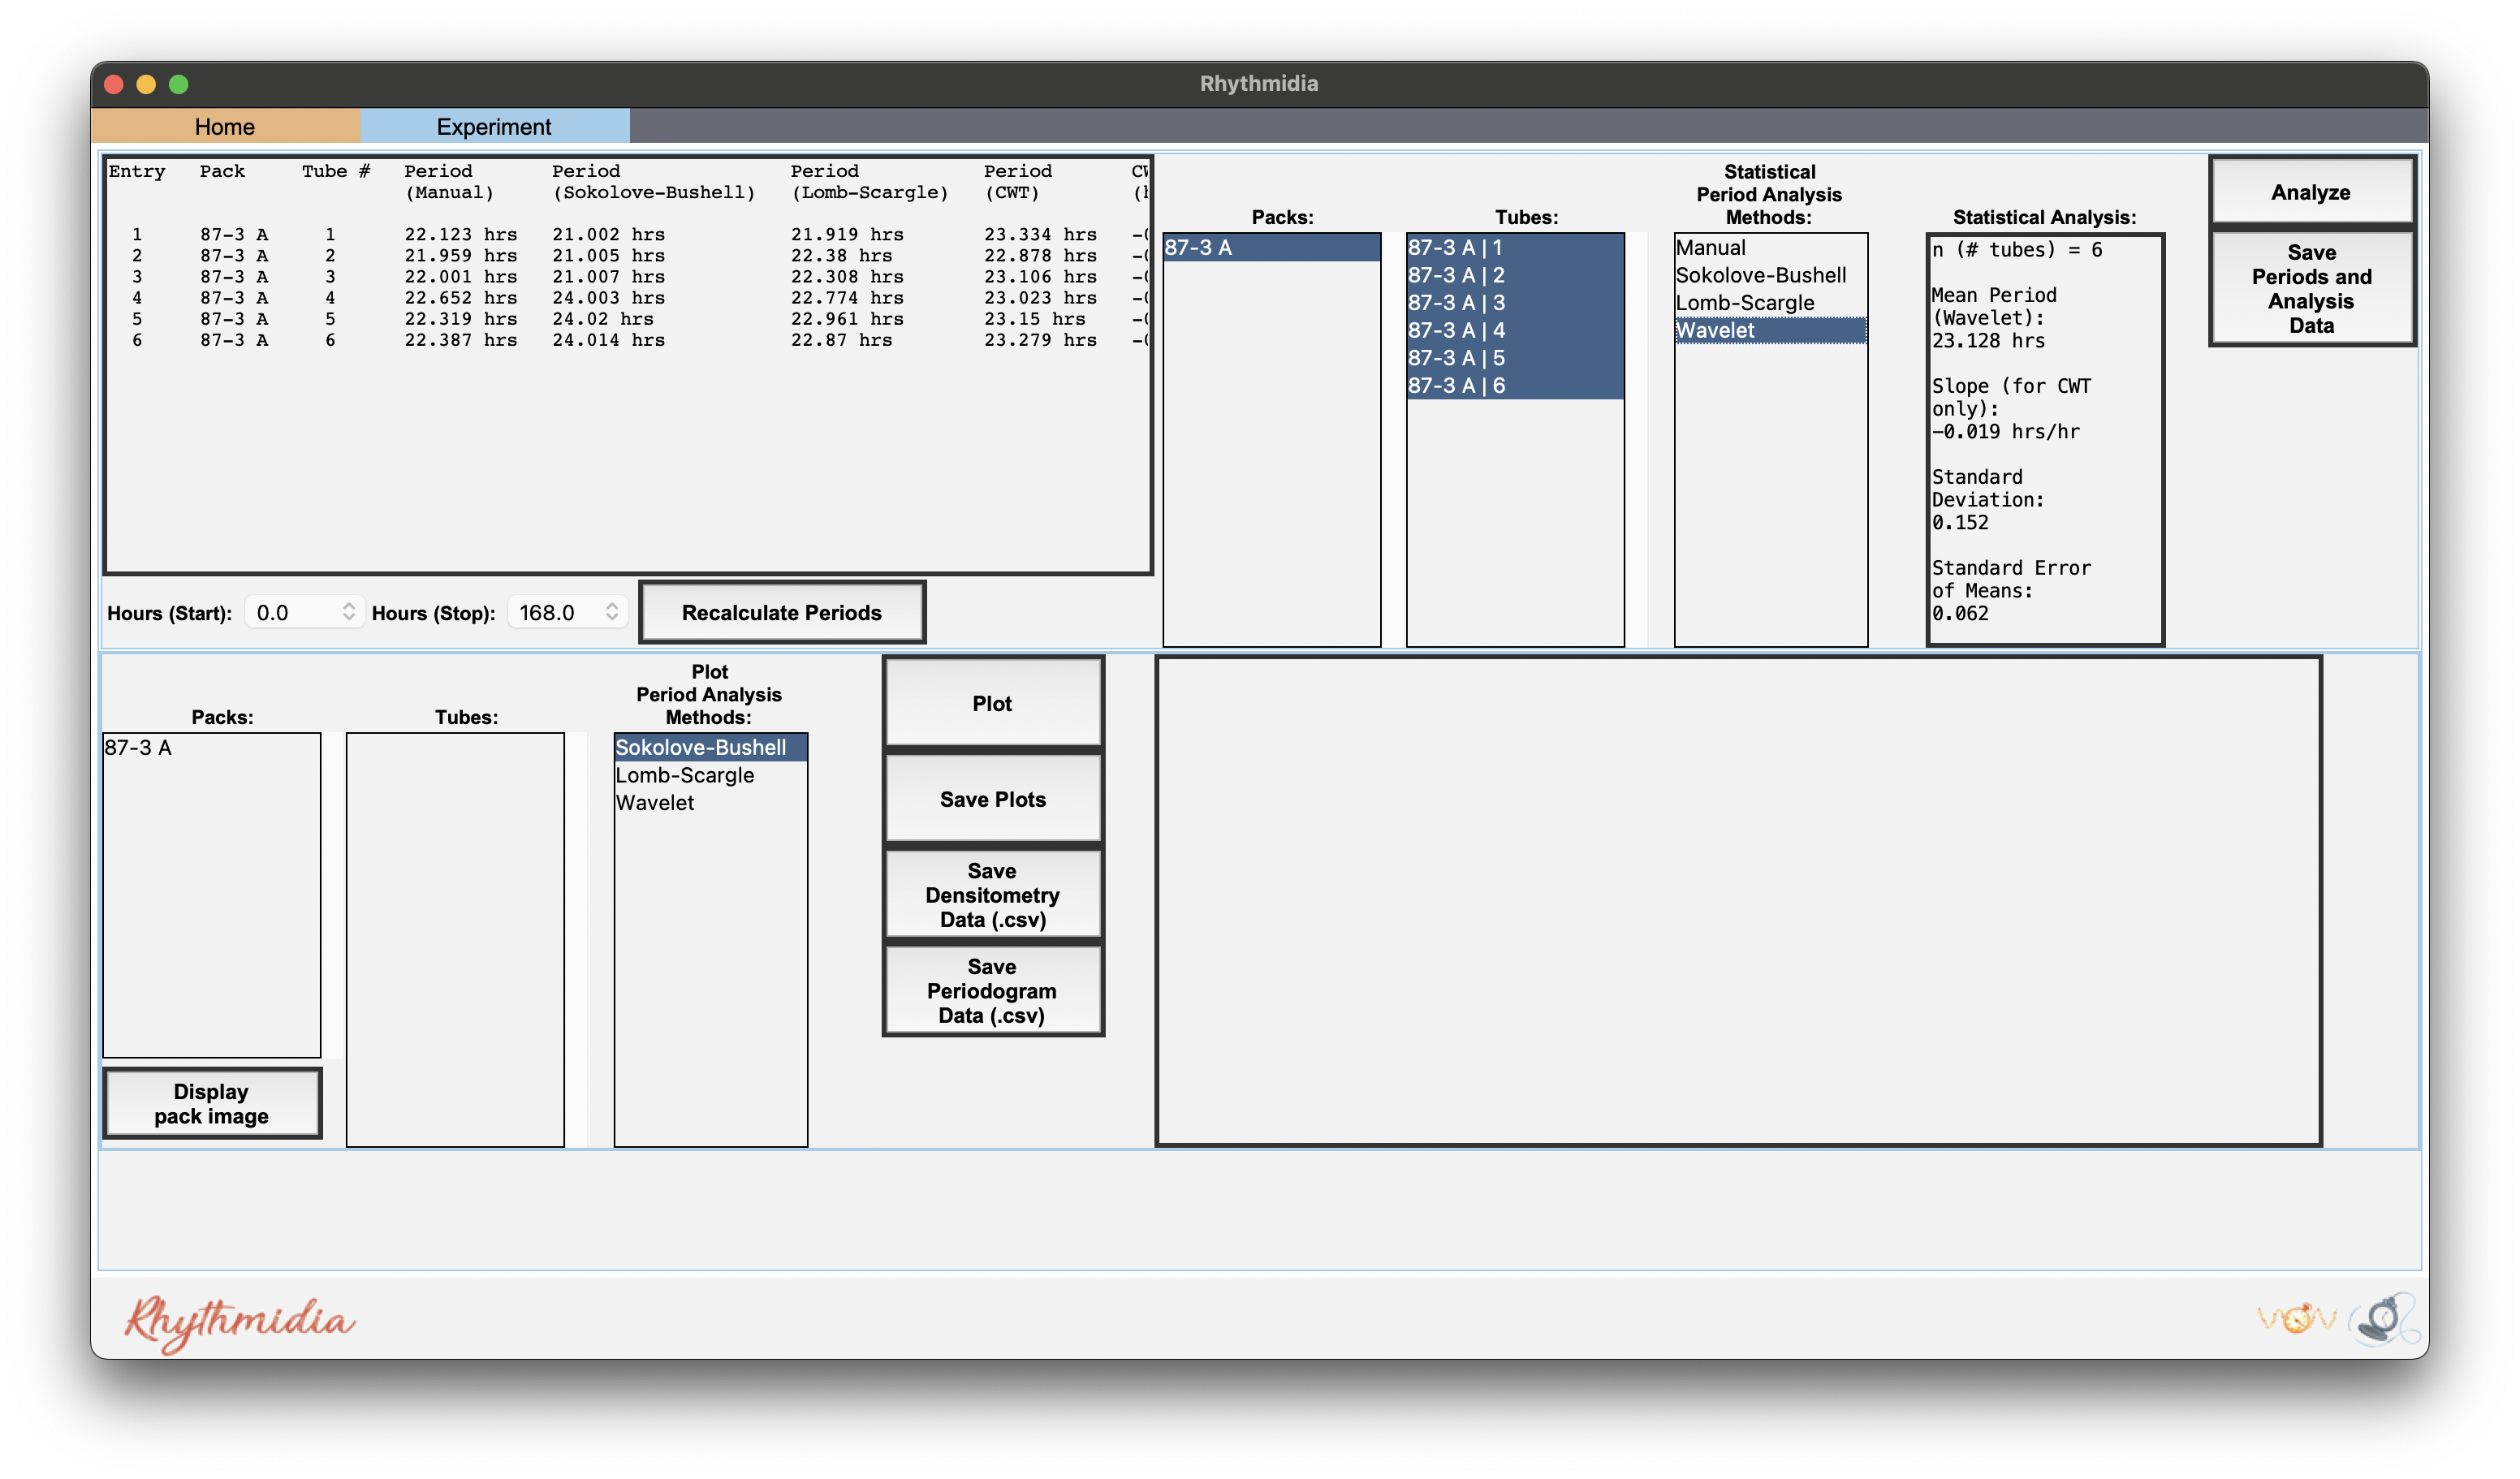 Rhythmidia
Home Experiment
Entry Pack Tube # Period Period Period Period
(Manual) (Sokolove-Bushell) (Lomb-Scargle) (CWT)
1 87-3 A 1 22.123 hrs 21.002 hrs 21.919 hrs 23.334 hrs
2 87-3 A 2 21.959 hrs 21.005 hrs 22.38 hrs 22.878 hrs
3 87-3 A 3 22.001 hrs 21.007 hrs 22.308 hrs 23.106 hrs
4 87-3 A 4 22.652 hrs 24.003 hrs 22.774 hrs 23.023 hrs
5 87-3 A 5 22.319 hrs 24.02 hrs 22.961 hrs 23.15 hrs
6 87-3 A 6 22.387 hrs 24.014 hrs 22.87 hrs 23.279 hrs
Hours (Start): 0.0 Hours (Stop): 168.0 Recalculate Periods
Packs:
87-3 A
Tubes:
87-3 A | 1
87-3 A | 2
87-3 A | 3
87-3 A | 4
87-3 A | 5
87-3 A | 6
Statistical
Period Analysis
Methods:
Manual
Sokolove-Bushell
Lomb-Scargle
Wavelet
Statistical Analysis:
n (# tubes) = 6
Mean Period
(Wavelet):
23.128 hrs
Slope (for CWT
only):
-0.019 hrs/hr
Standard
Deviation:
0.152
Standard Error
of Means:
0.062
Analyze
Save
Periods and
Analysis
Data
Packs:
87-3 A
Display
pack image
Tubes:
Plot
Period Analysis
Methods:
Sokolove-Bushell
Lomb-Scargle
Wavelet
Plot
Save Plots
Save
Densitometry
Data (.csv)
Save
Periodogram
Data (.csv)
Rhythmidia